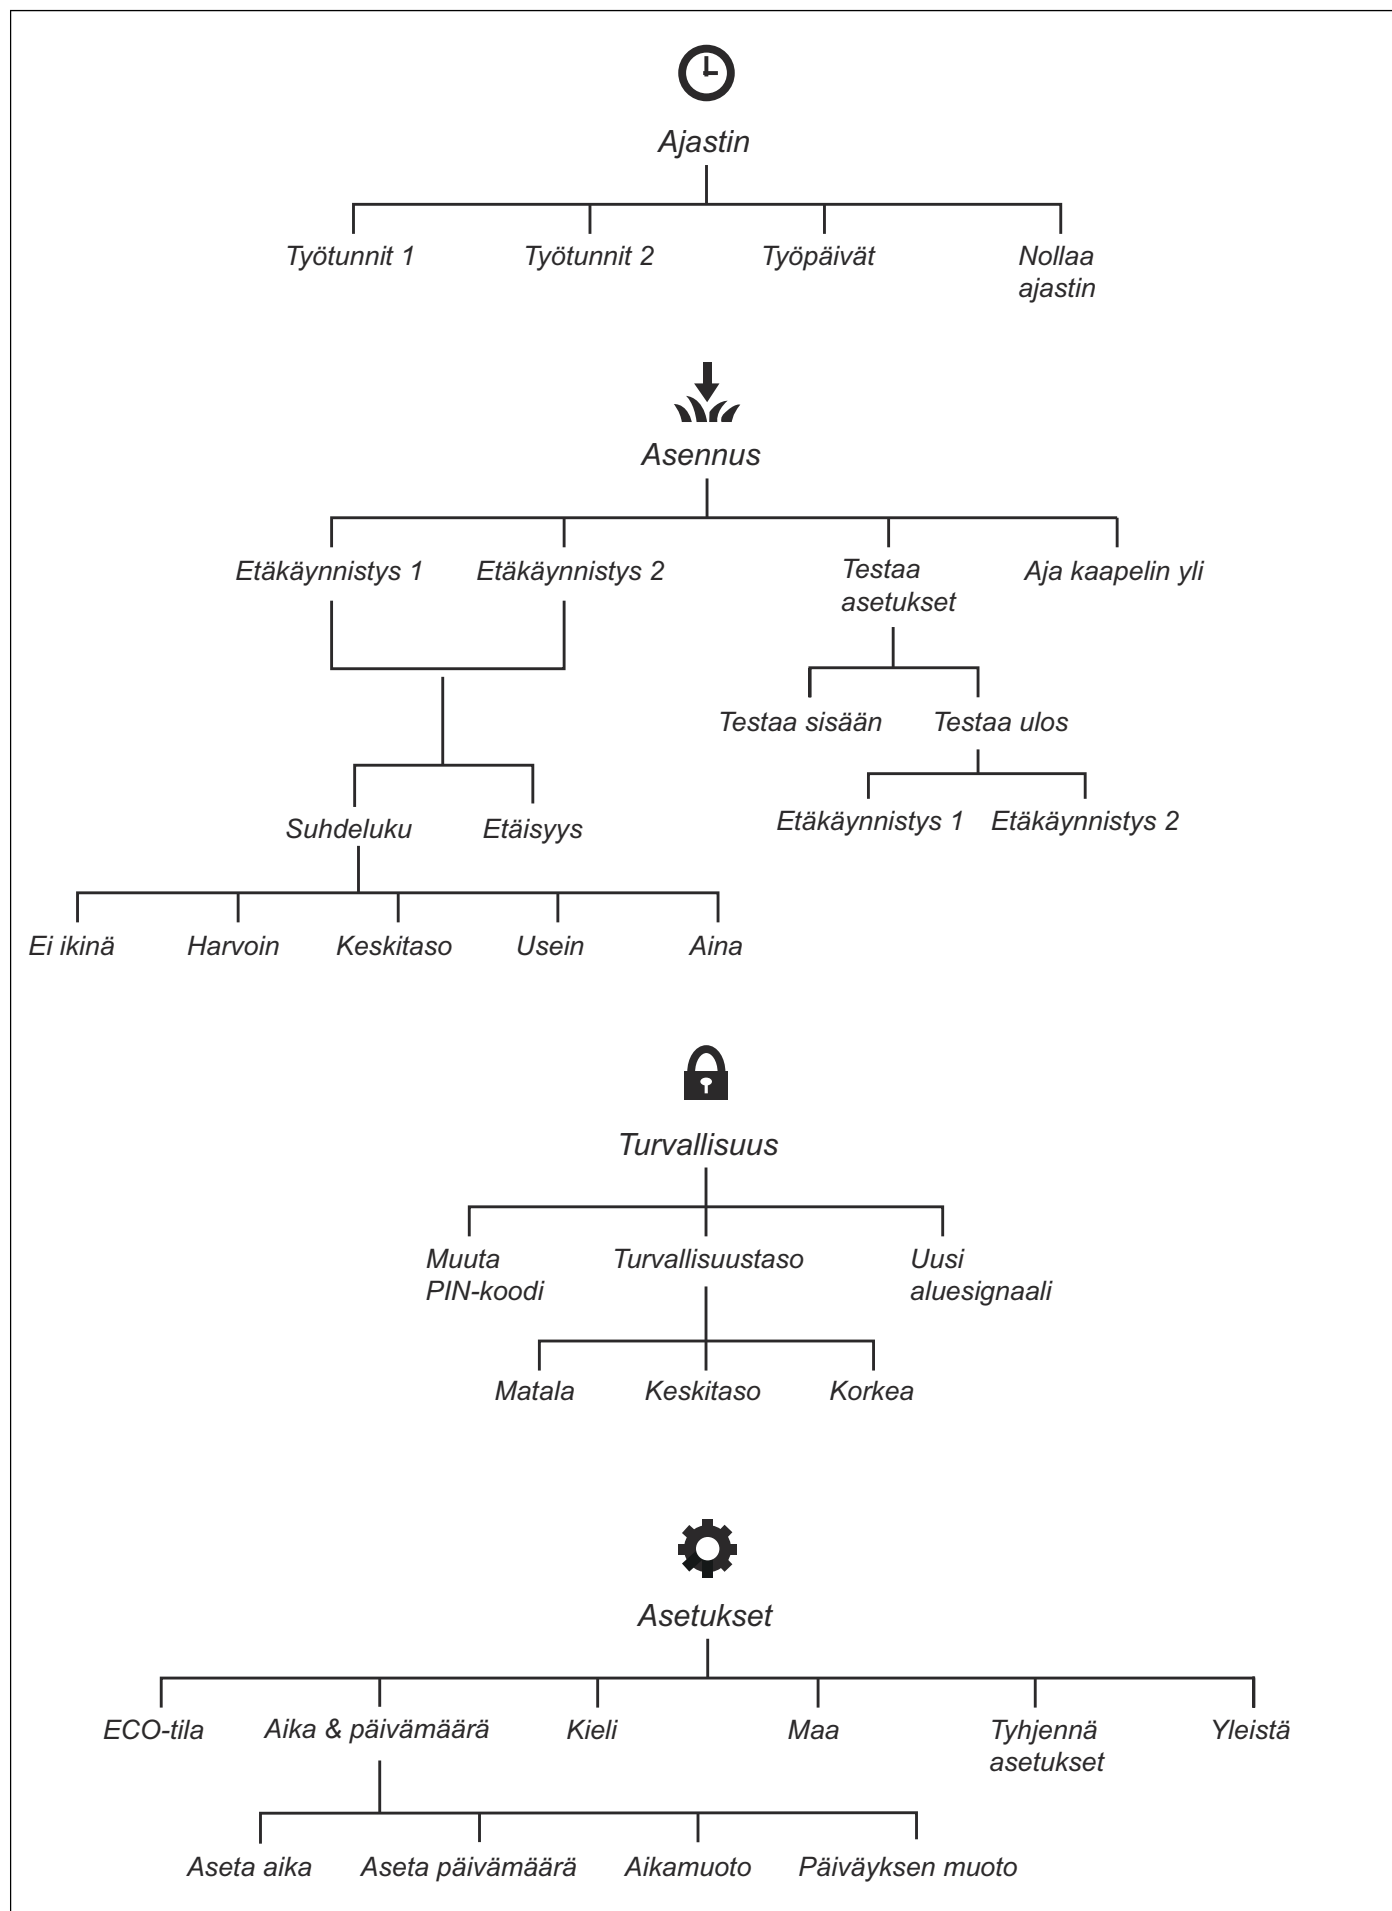 Ajastin
Työtunnit 1
Työtunnit 2
Työpäivät
Nollaa
ajastin
Asennus
Etäkäynnistys 1
Etäkäynnistys 2
Testaa
asetukset
Aja kaapelin yli
Testaa sisään
Testaa ulos
Etäkäynnistys 1
Etäkäynnistys 2
Suhdeluku
Etäisyys
Ei ikinä
Harvoin
Keskitaso
Usein
Aina
Turvallisuus
Muuta
PIN-koodi
Turvallisuustaso
Uusi
aluesignaali
Matala
Keskitaso
Korkea
Asetukset
ECO-tila
Aika & päivämäärä
Kieli
Maa
Tyhjennä
asetukset
Yleistä
Aseta aika
Aseta päivämäärä
Aikamuoto
Päiväyksen muoto